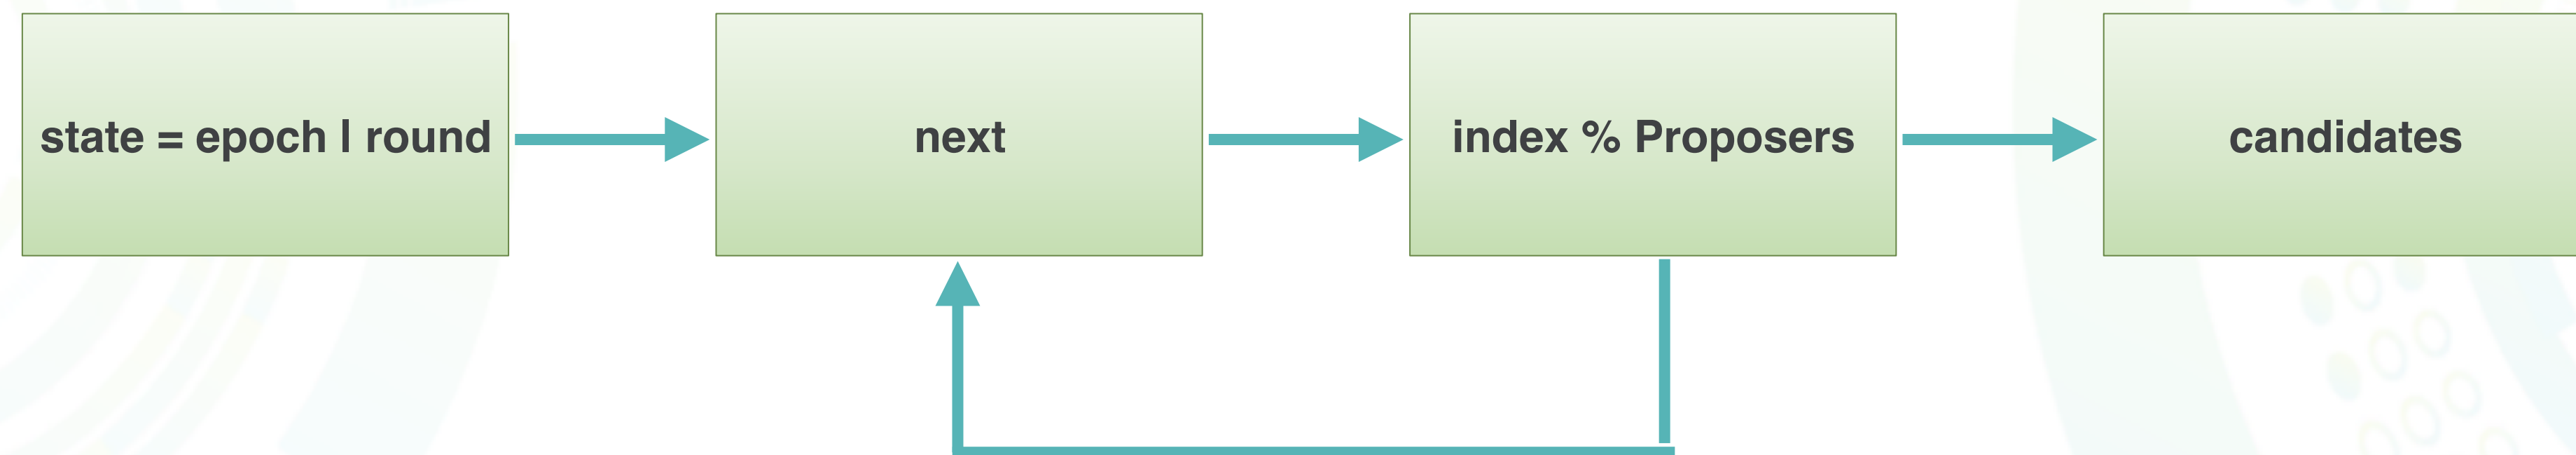 state = epoch | round
next
index % Proposers
candidates